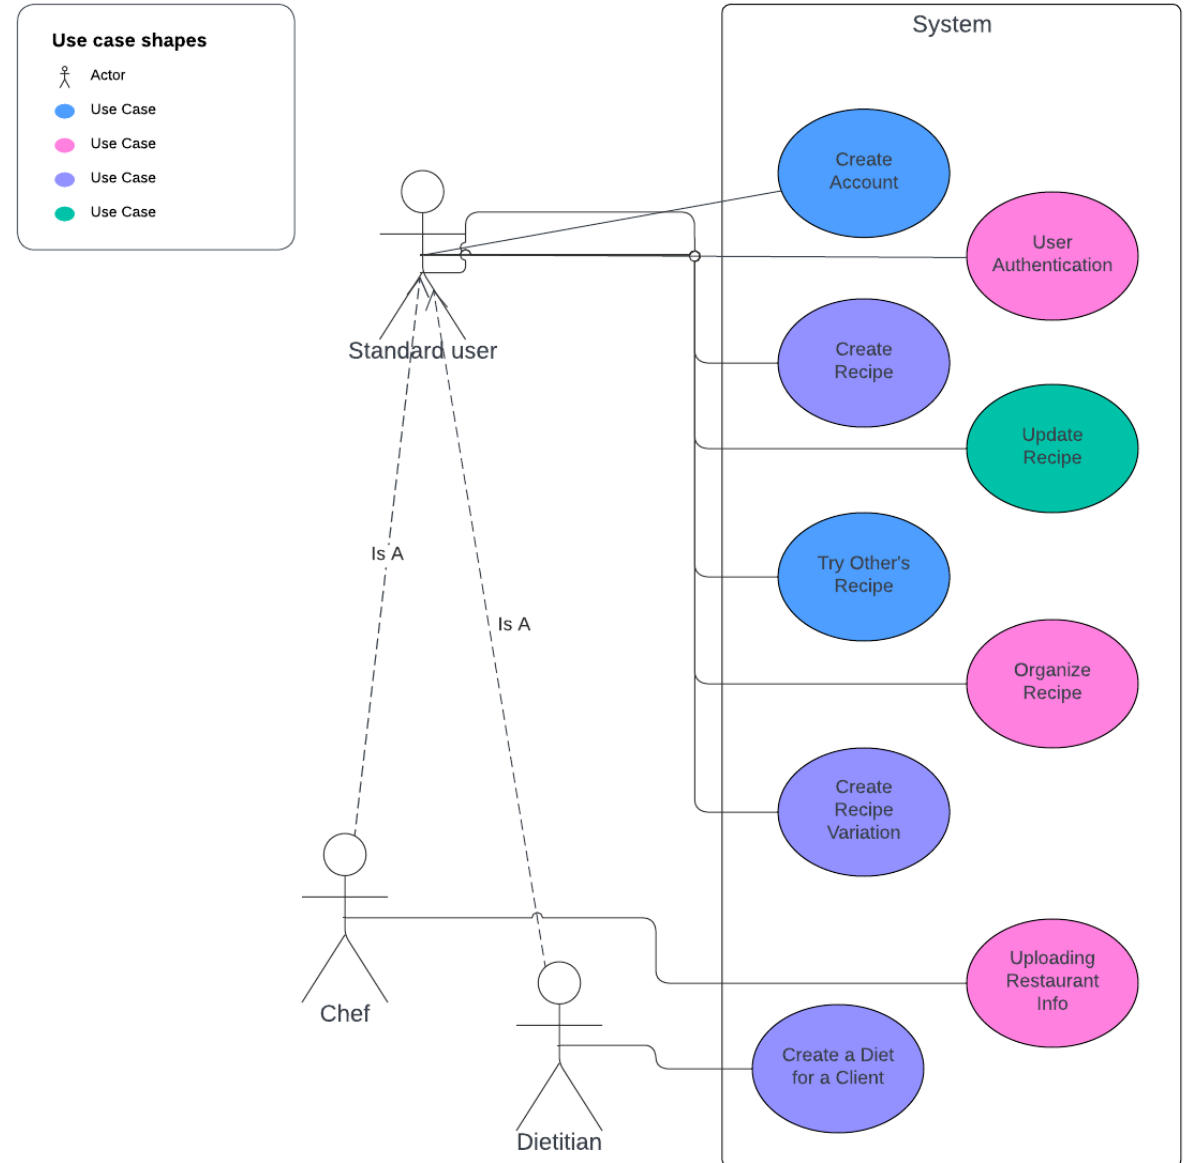 Use case shapes
Actor
Use Case
Use Case
Use Case
Use Case
System
Create
Account
User
Authentication
Standard user
Create
Recipe
Update
Recipe
Is A
Try Other's
Recipe
Is A
Organize
Recipe
Create
Recipe
Variation
Uploading
Restaurant
Info
Chef
Create a Diet
for a Client
Dietitian